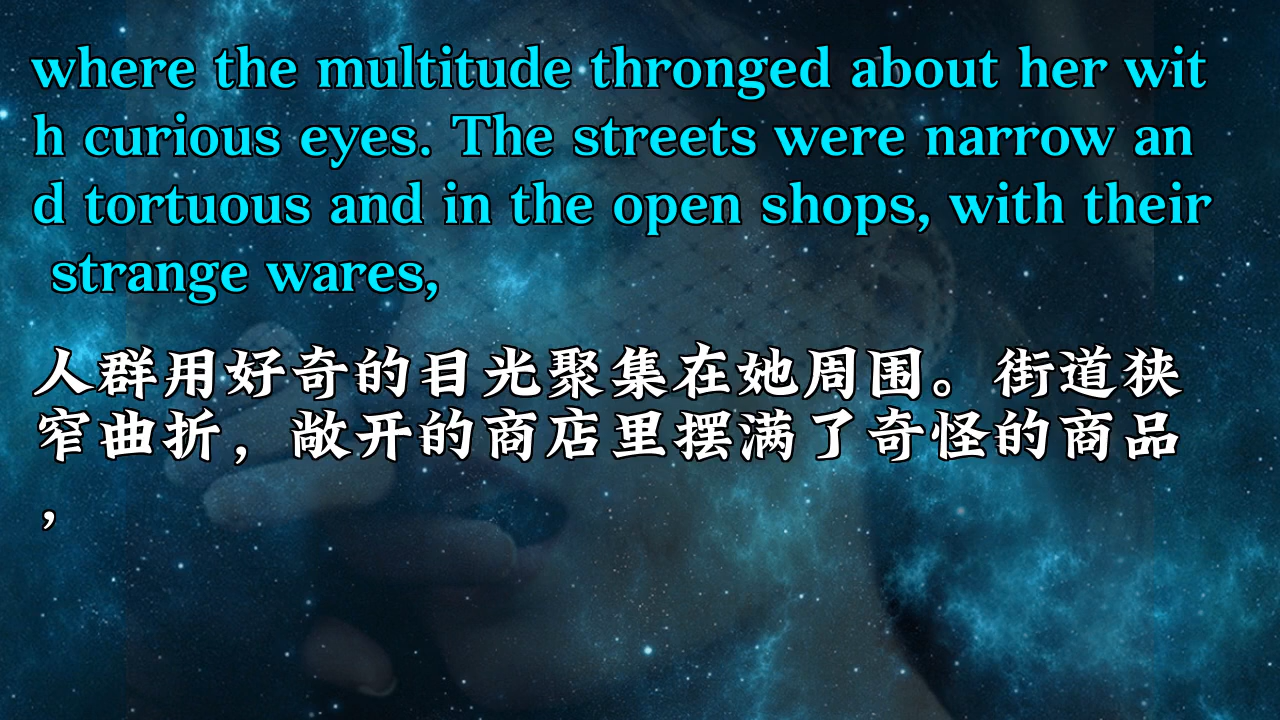 where the multitude thronged about her wit
h curious eyes. The streets were narrow an
d tortuous and in the open shops, with their
strange wares,
人群用好奇的目光聚集在她周围。街道狭
窄曲折，敞开的商店里摆满了奇怪的商品
，